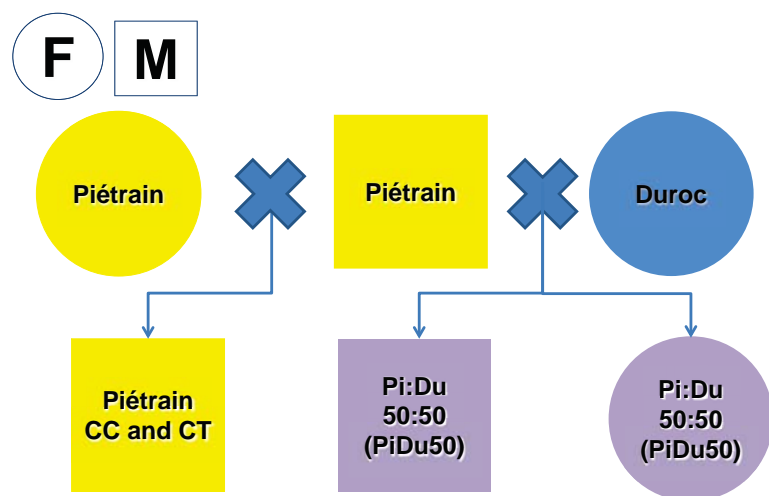 F M
Piétrain
Piétrain
Duroc
Piétrain
CC and CT
Pi:Du
50:50
(PiDu50)
Pi:Du
50:50
(PiDu50)